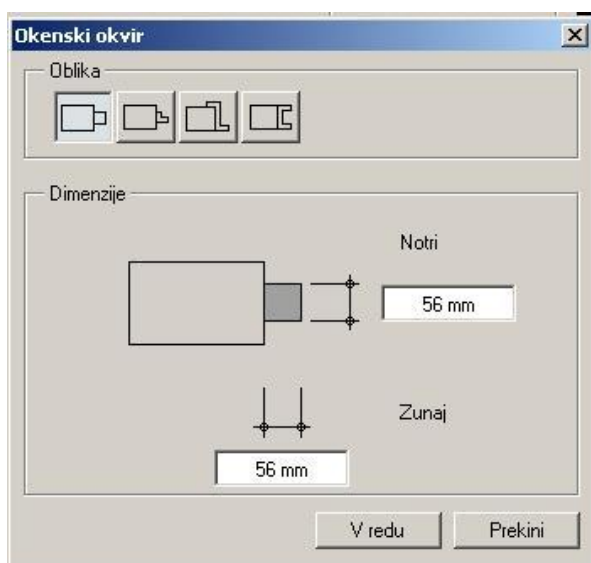 Okenski okvir
Oblika
Dimenzije
Notri
56 mm
Zunaj
56 mm
V redu
Prekini